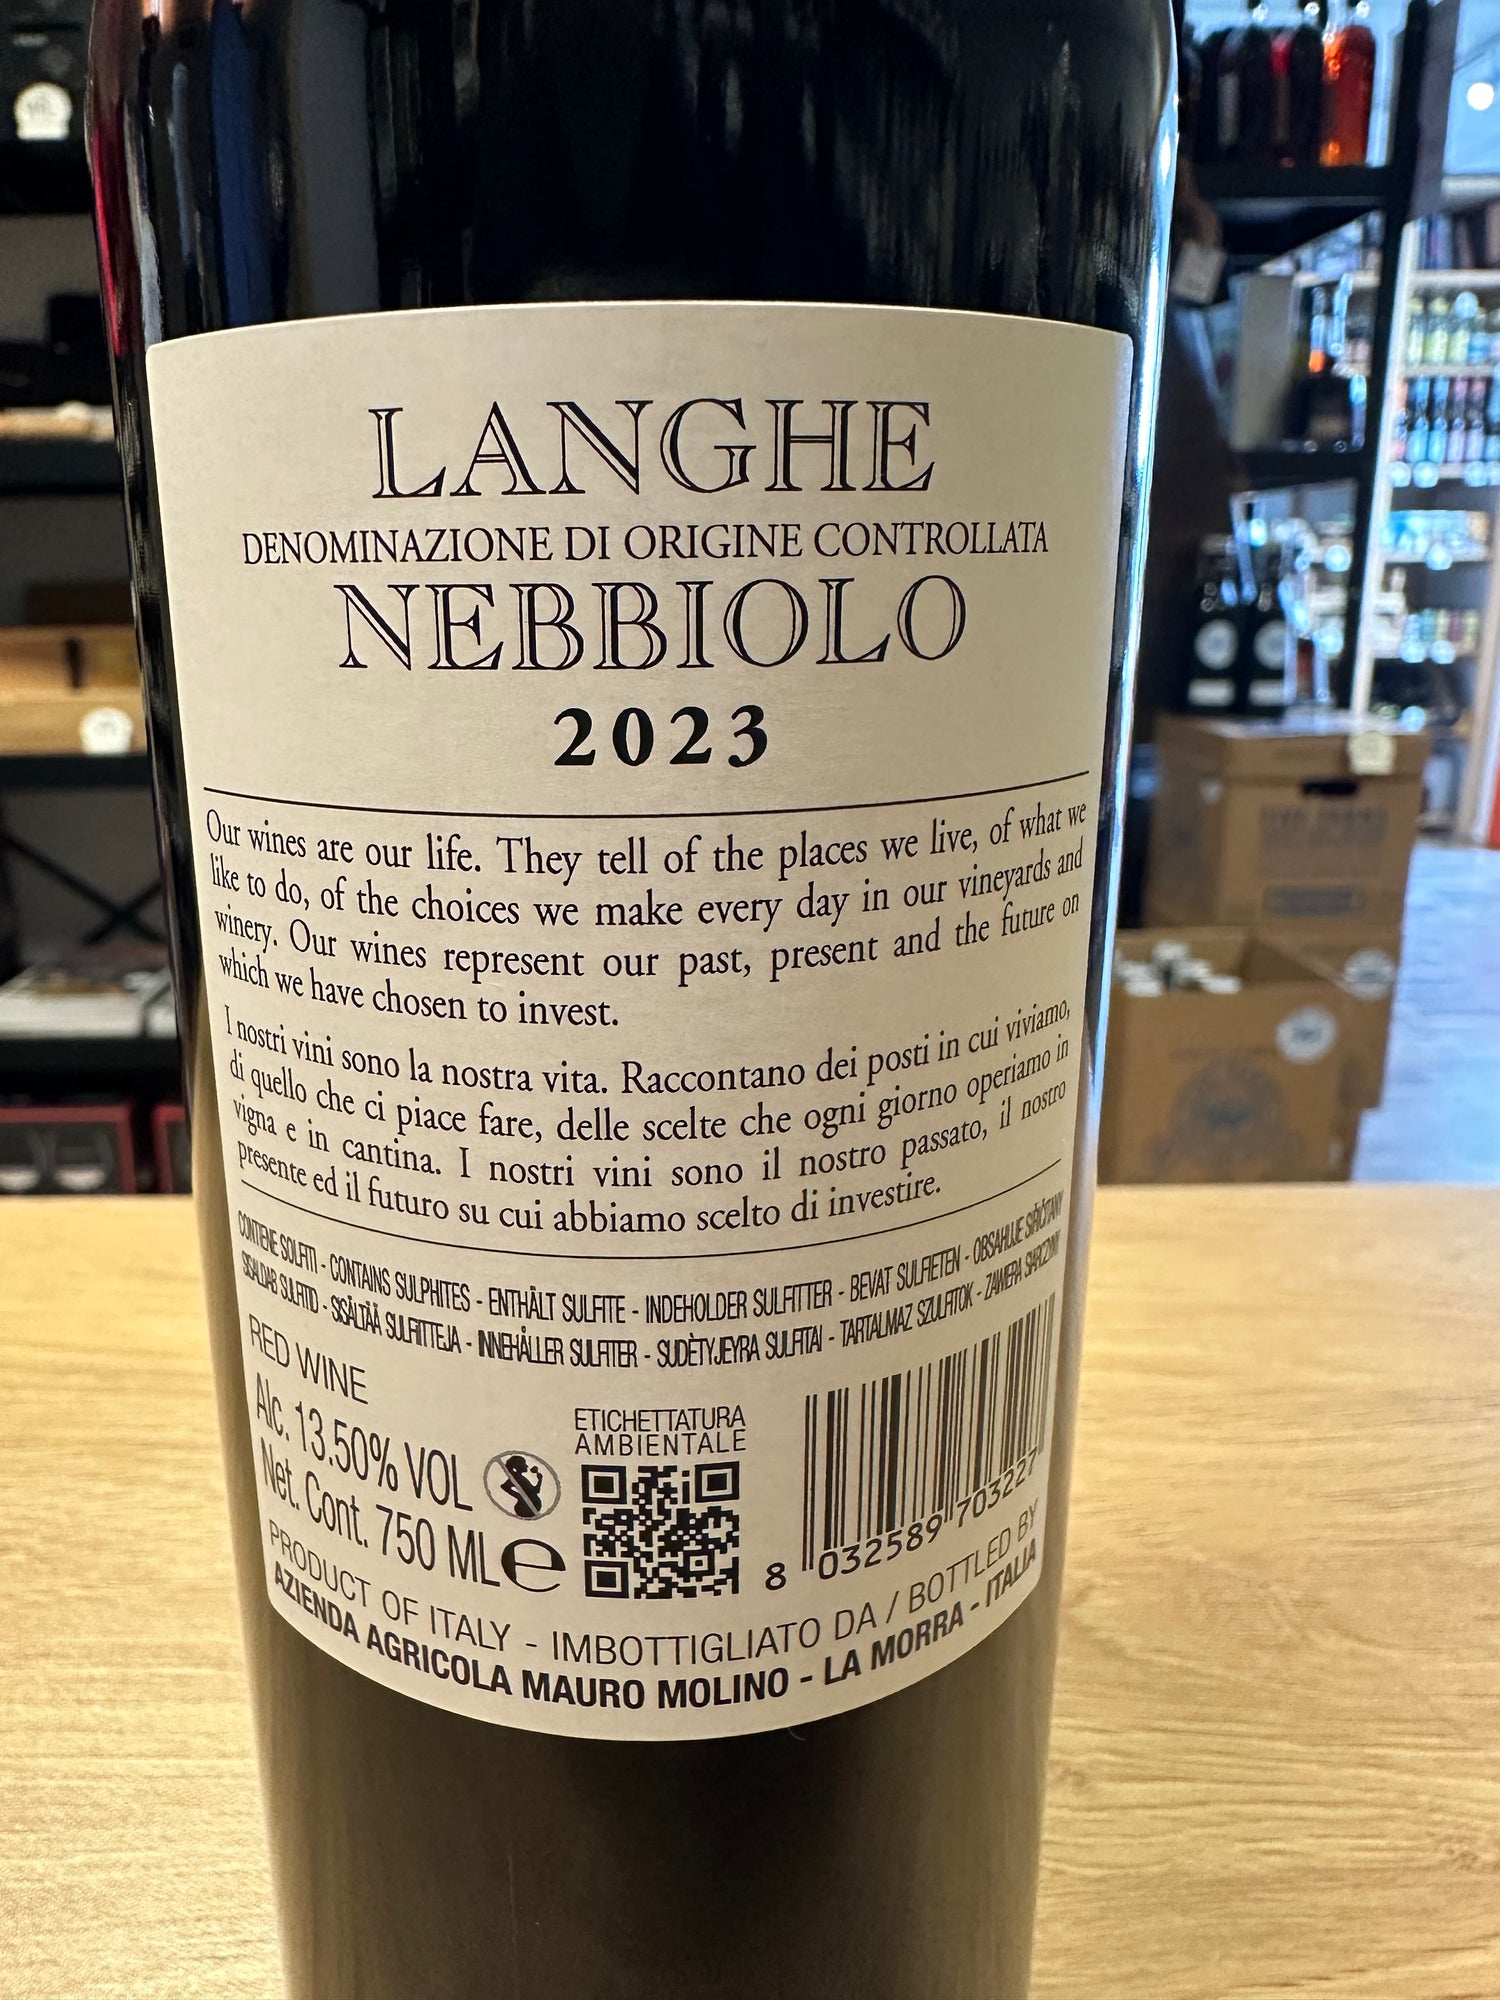 LANGHE
DENOMINAZIONE DI ORIGINE CONTROLLATA
NEBBIOLO
2023
Our wines are our life. They tell of the places we live, of what we
like to do, of the choices we make every day in our vineyards and
winery. Our wines represent our past, present and the future on
which we have chosen to invest.
I nostri vini sono la nostra vita. Raccontano dei posti in cui viviamo,
di quello che ci piace fare, delle scelte che ogni giorno operiamo in
vigna e in cantina. I nostri vini sono il nostro passato, il nostro
presente ed il futuro su cui abbiamo scelto di investire.
CONTIENE SOLFITI - CONTAINS SULPHITES - ENTHÄLT SULFITE - INDEHOLDER SULFITTER - BEVAT SULFIETEN - OBSAHUJE SIŘIČITANY
SISALDAB SULFITID - SISÄLTÄÄ SULFIITTEJA - INNEHÅLLER SULFITER - SUDĖTYJEYRA SULFITAI - TARTALMAZ SZULFITOK - ZAWIERA SIARCZYNY
RED WINE
Alc. 13.50% VOL
Net. Cont. 750 ML e
ETICHETTATURA
AMBIENTALE
8 032589 703227
PRODUCT OF ITALY - IMBOTTIGLIATO DA / BOTTLED BY
AZIENDA AGRICOLA MAURO MOLINO - LA MORRA - ITALIA